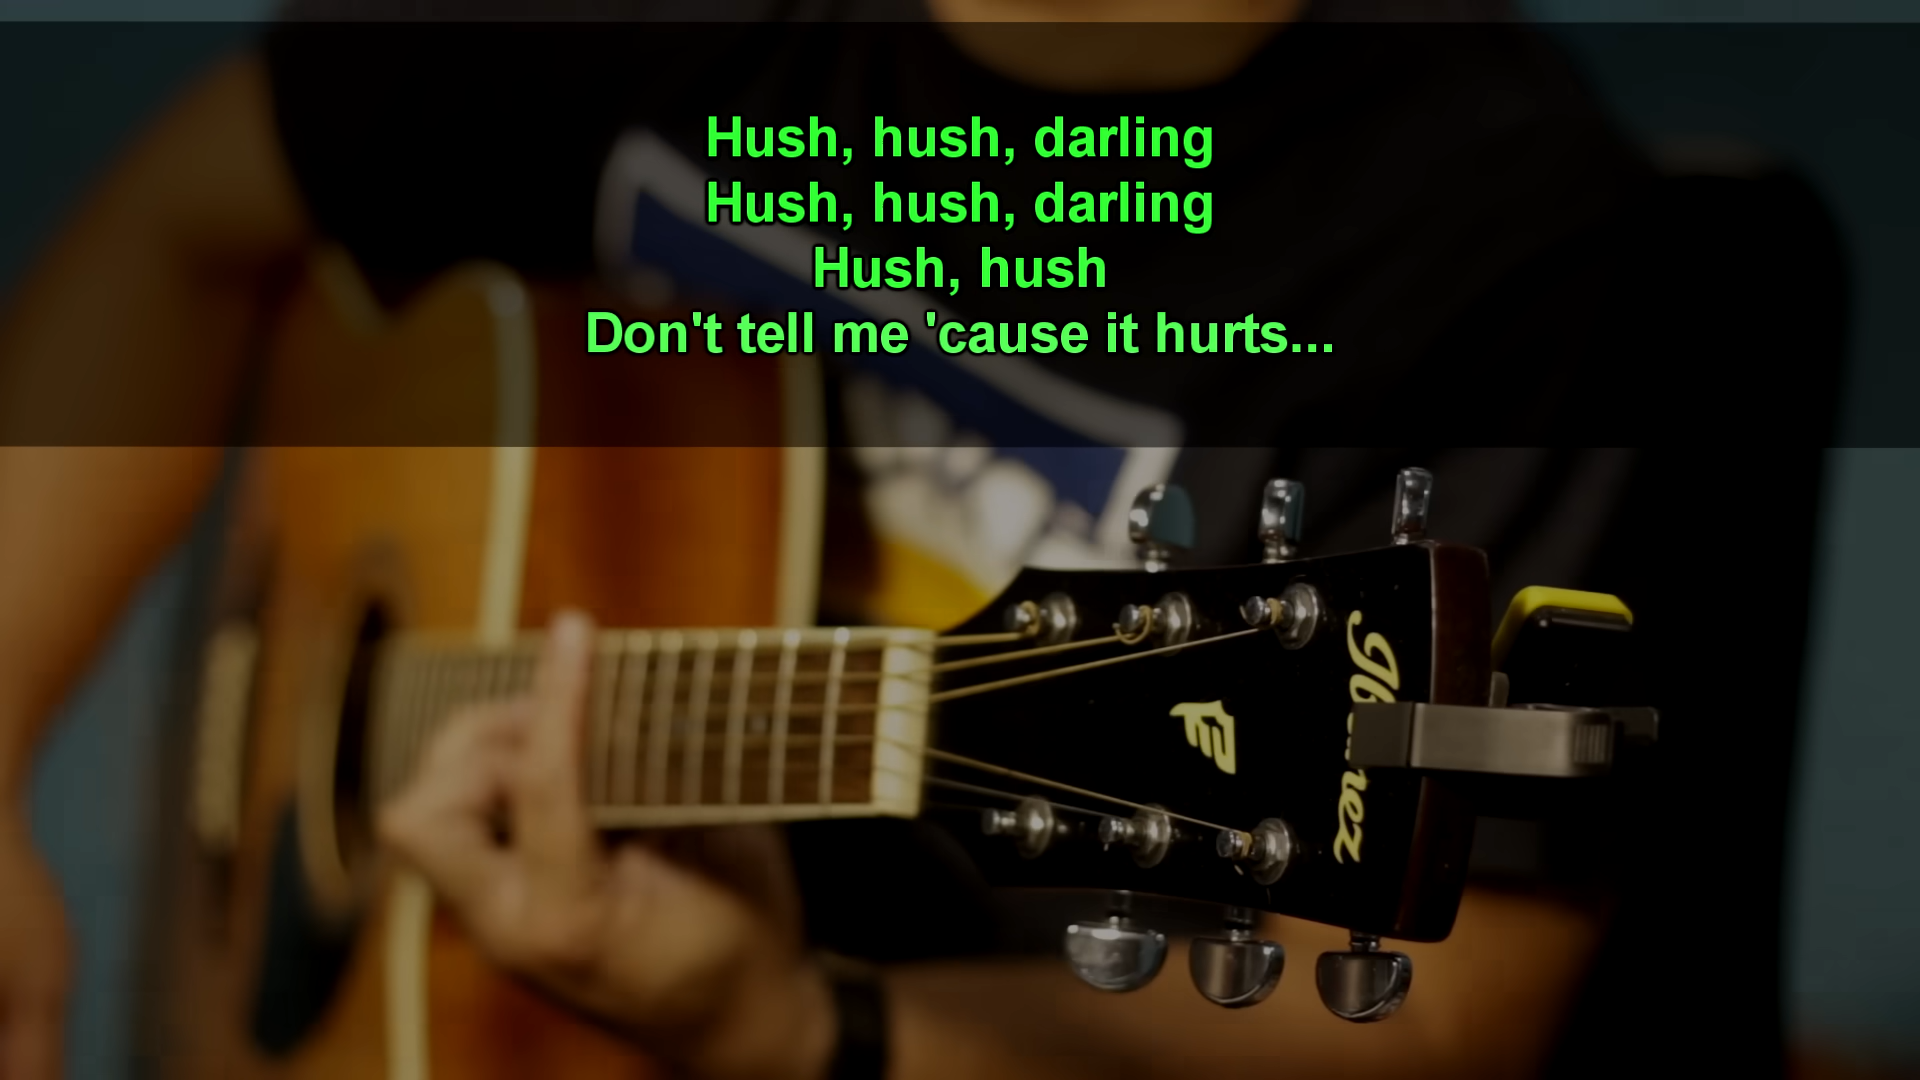 Hush, hush, darling
Hush, hush, darling
Hush, hush
Don't tell me 'cause it hurts...